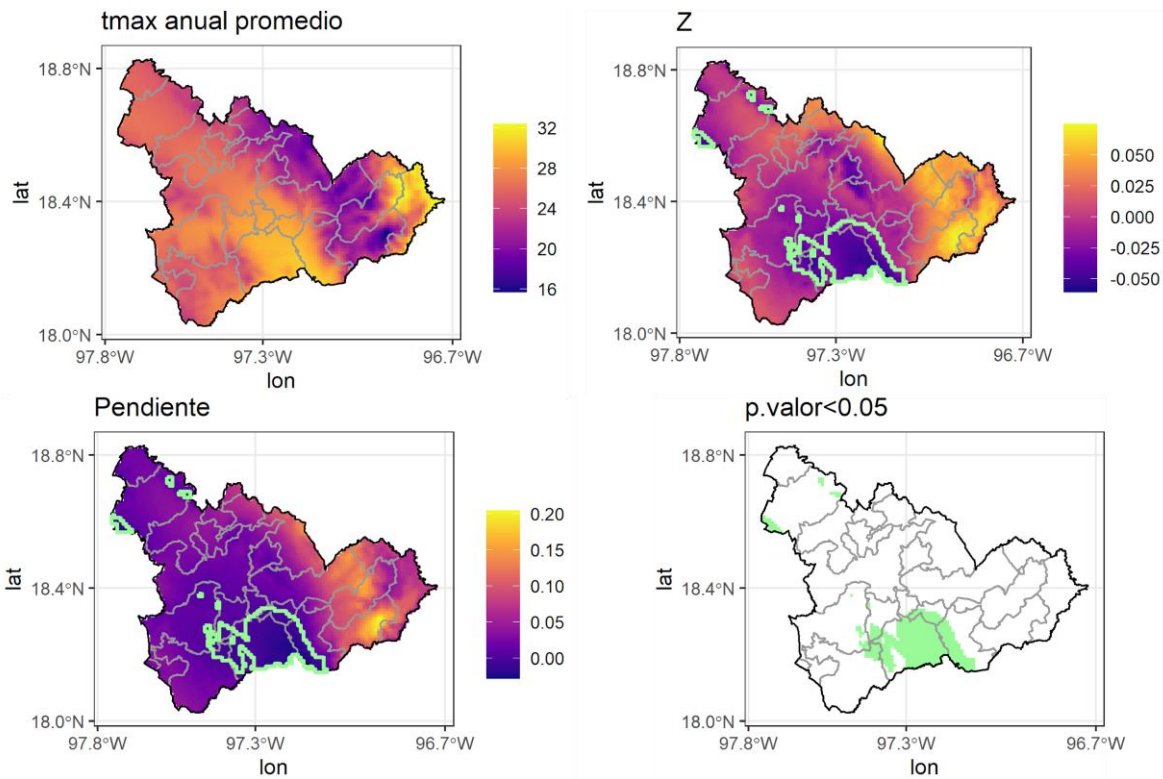 tmax anual promedio
18.8°N
18.4°N
18.0°N
lat
97.8°W 97.3°W 96.7°W
lon
32
28
24
20
16
Z
18.8°N
18.4°N
18.0°N
lat
97.8°W 97.3°W 96.7°W
lon
0.050
0.025
0.000
-0.025
-0.050
Pendiente
18.8°N
18.4°N
18.0°N
lat
97.8°W 97.3°W 96.7°W
lon
0.20
0.15
0.10
0.05
0.00
p.valor<0.05
18.8°N
18.4°N
18.0°N
lat
97.8°W 97.3°W 96.7°W
lon